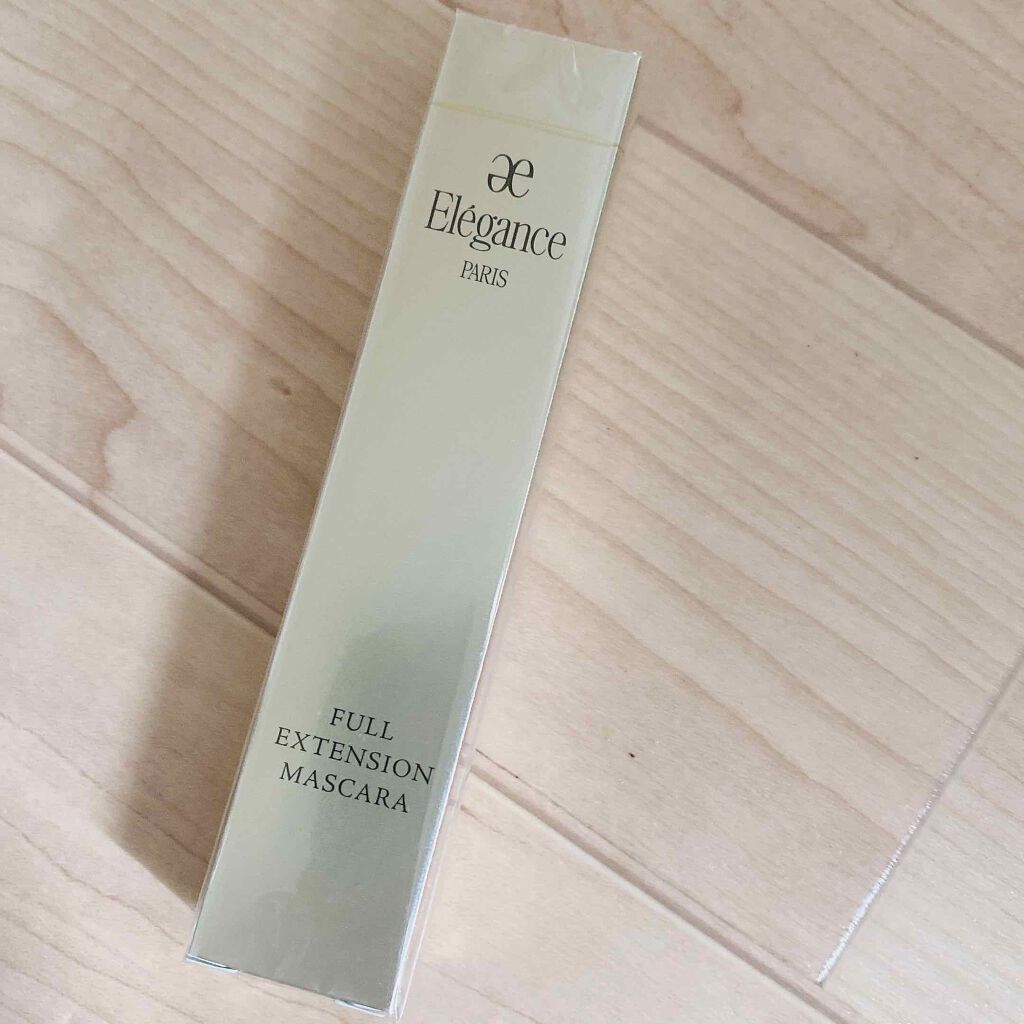 æ
Elégance
PARIS
FULL
EXTENSION
MASCARA